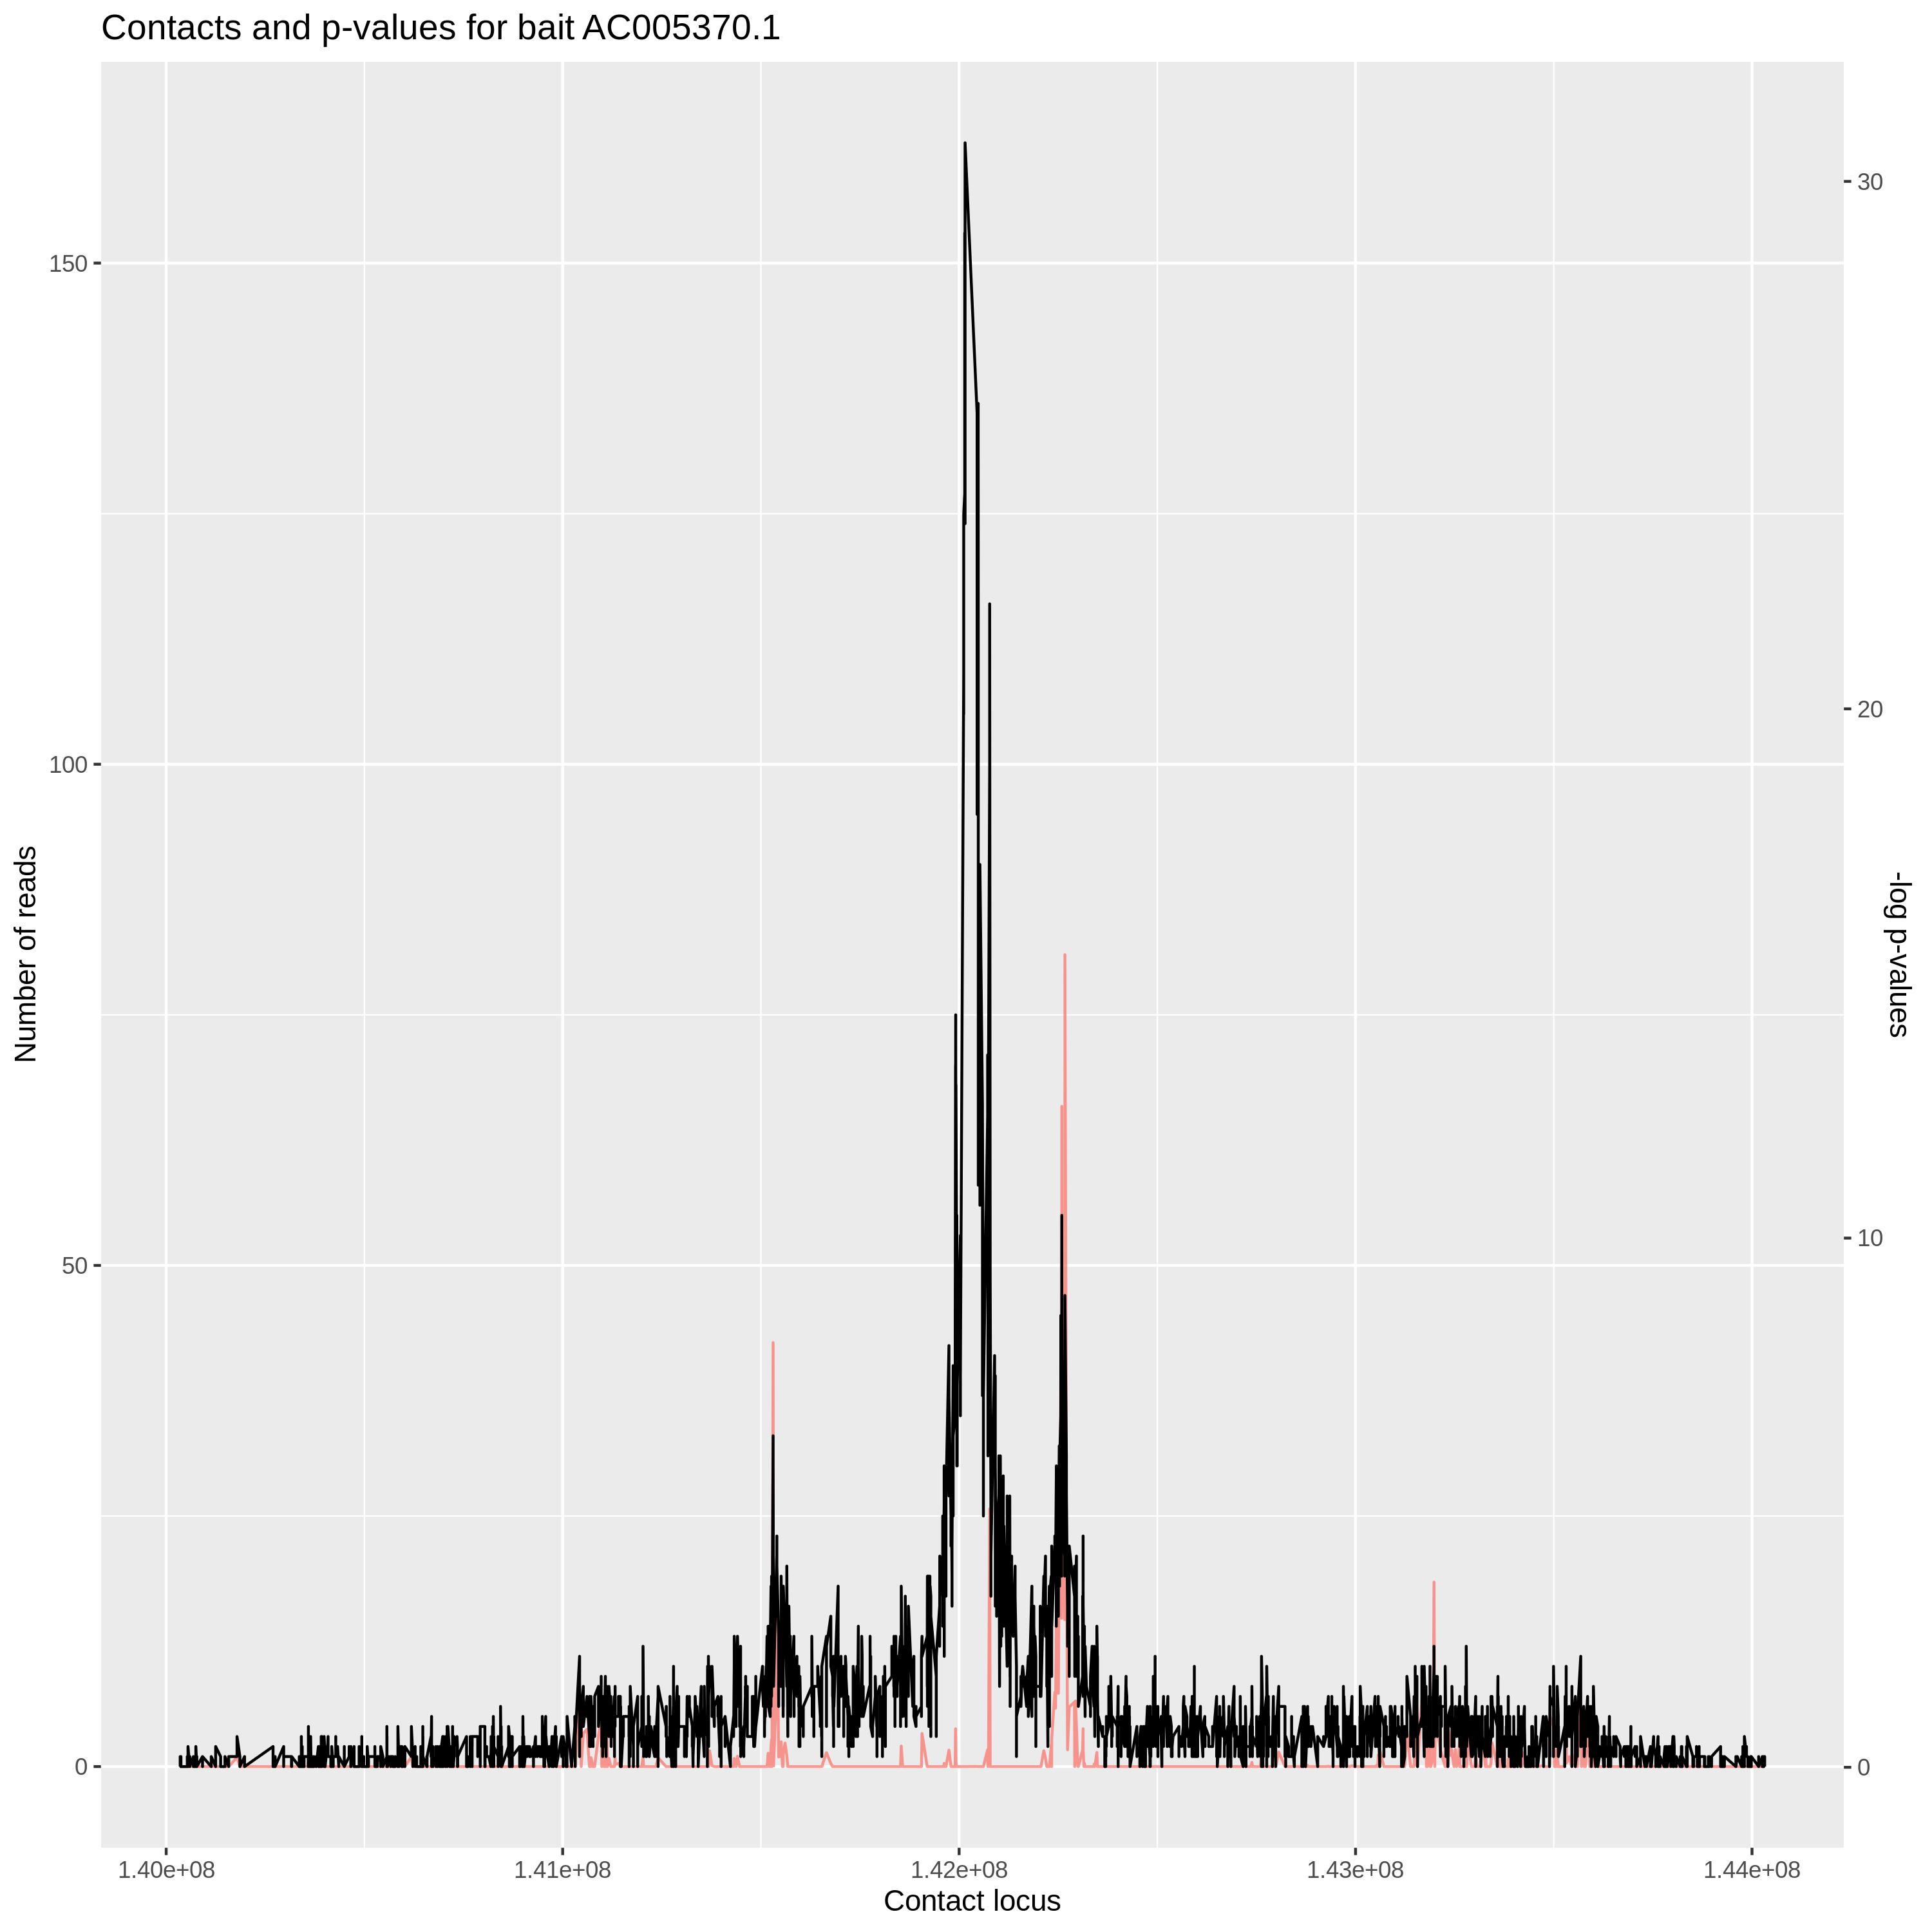 Contacts and p-values for bait AC005370.1
150
100
50
0
Number of reads
30
20
10
0
-log p-values
1.40e+08
1.41e+08
1.42e+08
1.43e+08
1.44e+08
Contact locus